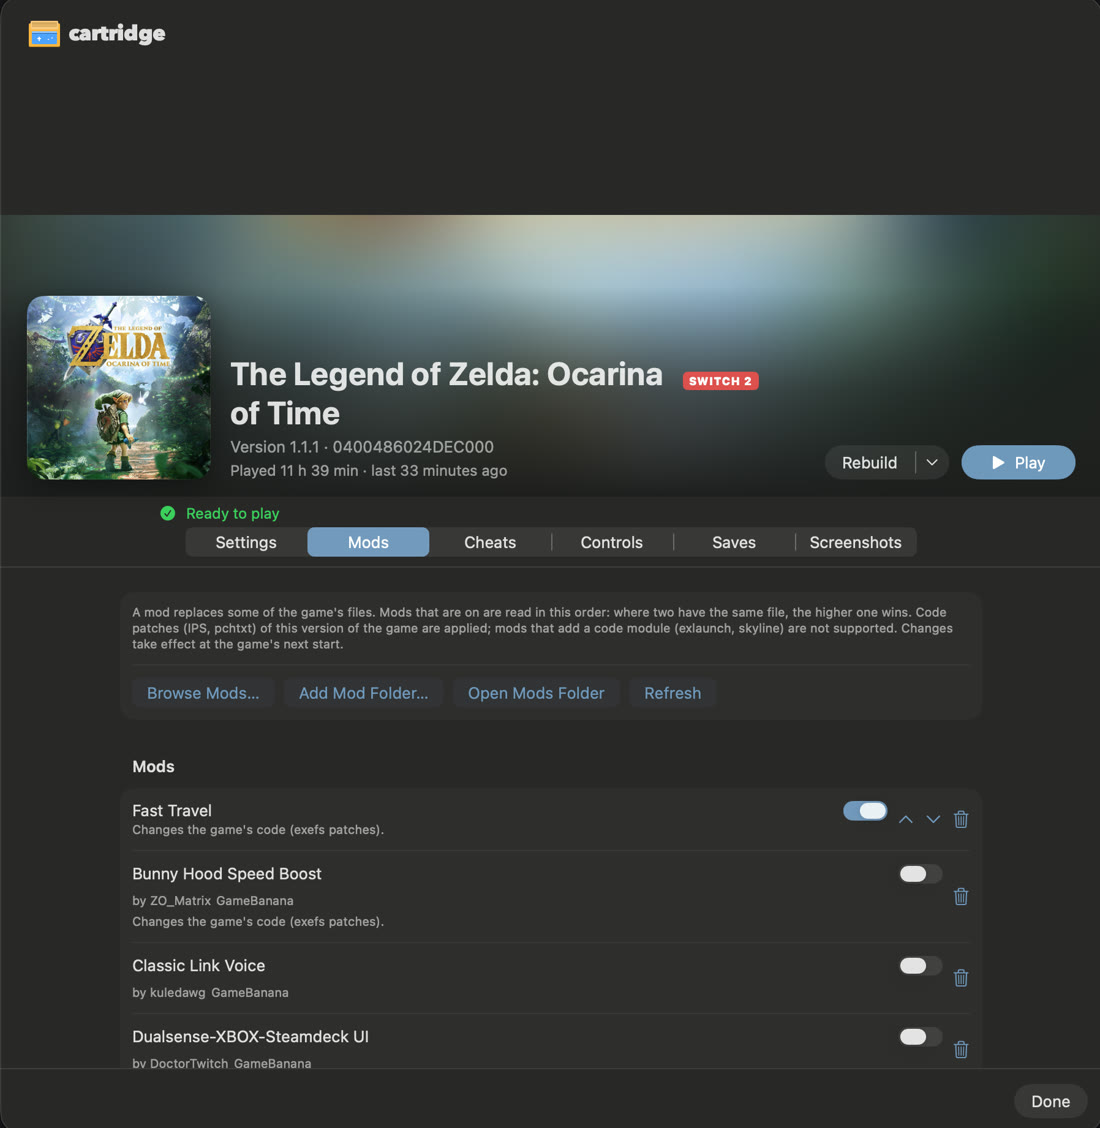 cartridge
THE LEGEND OF
ZELDA
OCARINA OF TIME
The Legend of Zelda: Ocarina
of Time
SWITCH 2
Version 1.1.1 · 0400486024DEC000
Played 11 h 39 min · last 33 minutes ago
Rebuild
Play
Ready to play
Settings
Mods
Cheats
Controls
Saves
Screenshots
A mod replaces some of the game's files. Mods that are on are read in this order: where two have the same file, the higher one wins. Code
patches (IPS, pchtxt) of this version of the game are applied; mods that add a code module (exlaunch, skyline) are not supported. Changes
take effect at the game's next start.
Browse Mods...
Add Mod Folder...
Open Mods Folder
Refresh
Mods
Fast Travel
Changes the game's code (exefs patches).
Bunny Hood Speed Boost
by ZO_Matrix GameBanana
Changes the game's code (exefs patches).
Classic Link Voice
by kuledawg GameBanana
Dualsense-XBOX-Steamdeck UI
by DoctorTwitch GameBanana
Done